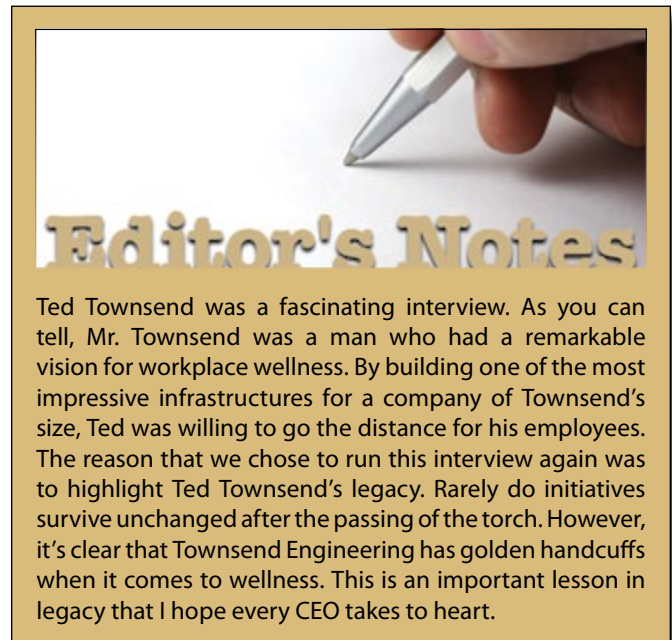 Editor's Notes
Ted Townsend was a fascinating interview. As you can
tell, Mr. Townsend was a man who had a remarkable
vision for workplace wellness. By building one of the most
impressive infrastructures for a company of Townsend's
size, Ted was willing to go the distance for his employees.
The reason that we chose to run this interview again was
to highlight Ted Townsend's legacy. Rarely do initiatives
survive unchanged after the passing of the torch. However,
it's clear that Townsend Engineering has golden handcuffs
when it comes to wellness. This is an important lesson in
legacy that I hope every CEO takes to heart.